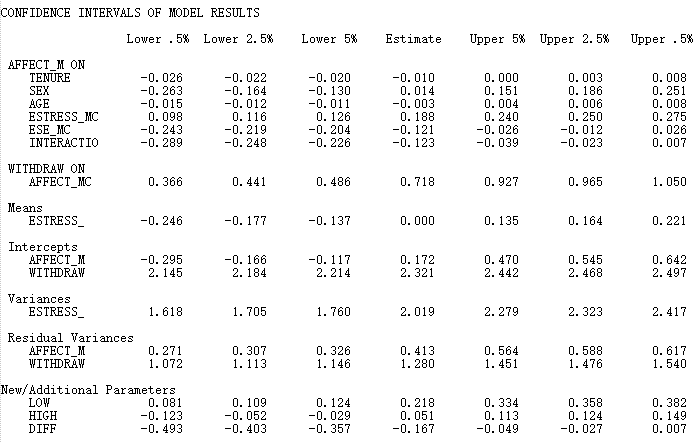 CONFIDENCE INTERVALS OF MODEL RESULTS
Lower .5% Lower 2.5% Lower 5% Estimate Upper 5% Upper 2.5% Upper .5%
AFFECT_M ON
TENURE -0.026 -0.022 -0.020 -0.010 0.000 0.003 0.008
SEX -0.263 -0.164 -0.130 0.014 0.151 0.186 0.251
AGE -0.015 -0.012 -0.011 -0.003 0.004 0.006 0.008
ESTRESS_MC 0.098 0.116 0.126 0.188 0.240 0.250 0.275
ESE_MC -0.243 -0.219 -0.204 -0.121 -0.026 -0.012 0.026
INTERACTIO -0.289 -0.248 -0.226 -0.123 -0.039 -0.023 0.007
WITHDRAW ON
AFFECT_MC 0.366 0.441 0.486 0.718 0.927 0.965 1.050
Means
ESTRESS_ -0.246 -0.177 -0.137 0.000 0.135 0.164 0.221
Intercepts
AFFECT_M -0.295 -0.166 -0.117 0.172 0.470 0.545 0.642
WITHDRAW 2.145 2.184 2.214 2.321 2.442 2.468 2.497
Variances
ESTRESS_ 1.618 1.705 1.760 2.019 2.279 2.323 2.417
Residual Variances
AFFECT_M 0.271 0.307 0.326 0.413 0.564 0.588 0.617
WITHDRAW 1.072 1.113 1.146 1.280 1.451 1.476 1.540
New/Additional Parameters
LOW 0.081 0.109 0.124 0.218 0.334 0.358 0.382
HIGH -0.123 -0.052 -0.029 0.051 0.113 0.124 0.149
DIFF -0.493 -0.403 -0.357 -0.167 -0.049 -0.027 0.007